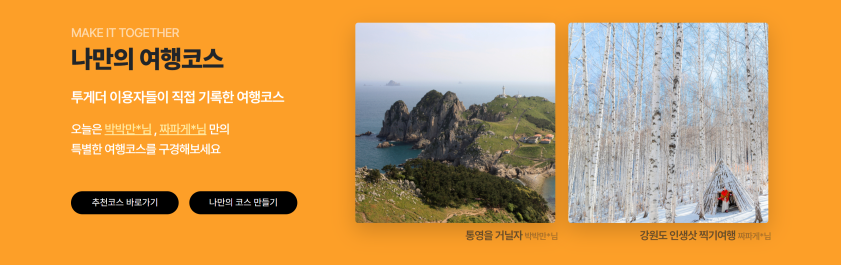 MAKE IT TOGETHER
나만의 여행코스
투게더 이용자들이 직접 기록한 여행코스
오늘은 박박만*님 , 짜파게*님 만의
특별한 여행코스를 구경해보세요
추천코스 바로가기
나만의 코스 만들기
통영을 거닐자 박박만*님
강원도 인생샷 찍기여행 짜파게*님